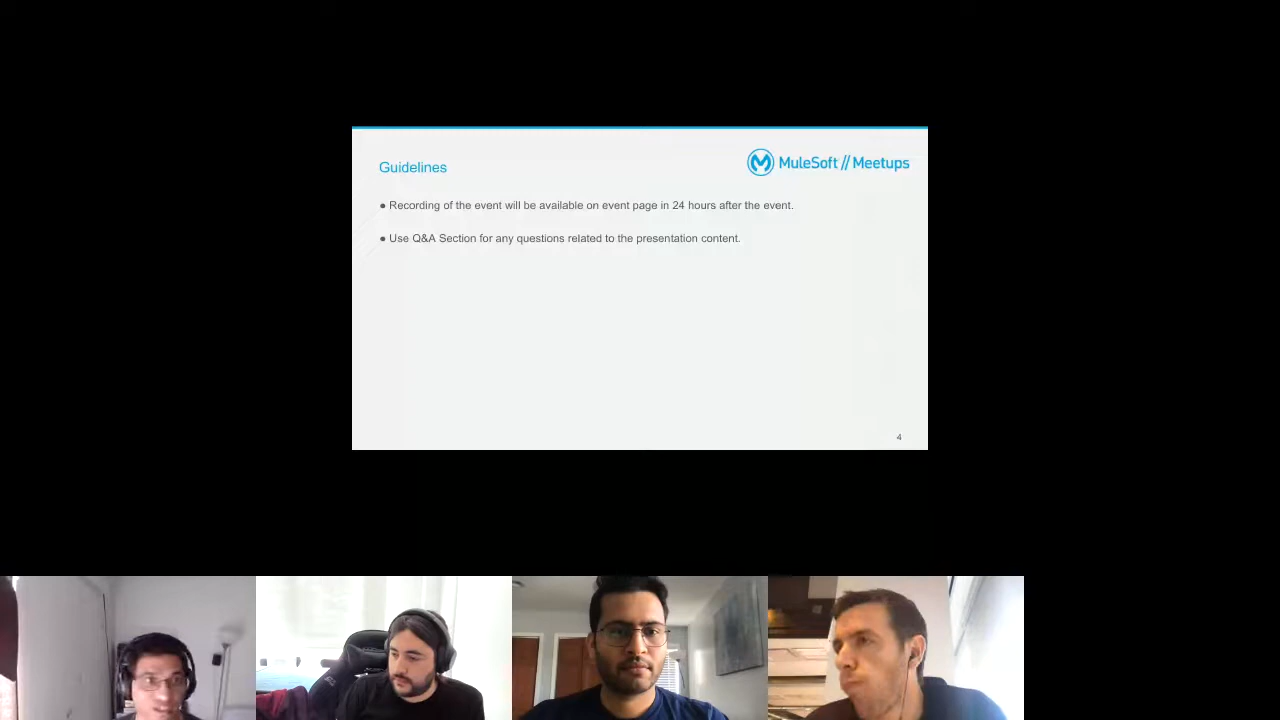 Guidelines
MuleSoft // Meetups
● Recording of the event will be available on event page in 24 hours after the event.
● Use Q&A Section for any questions related to the presentation content.
4